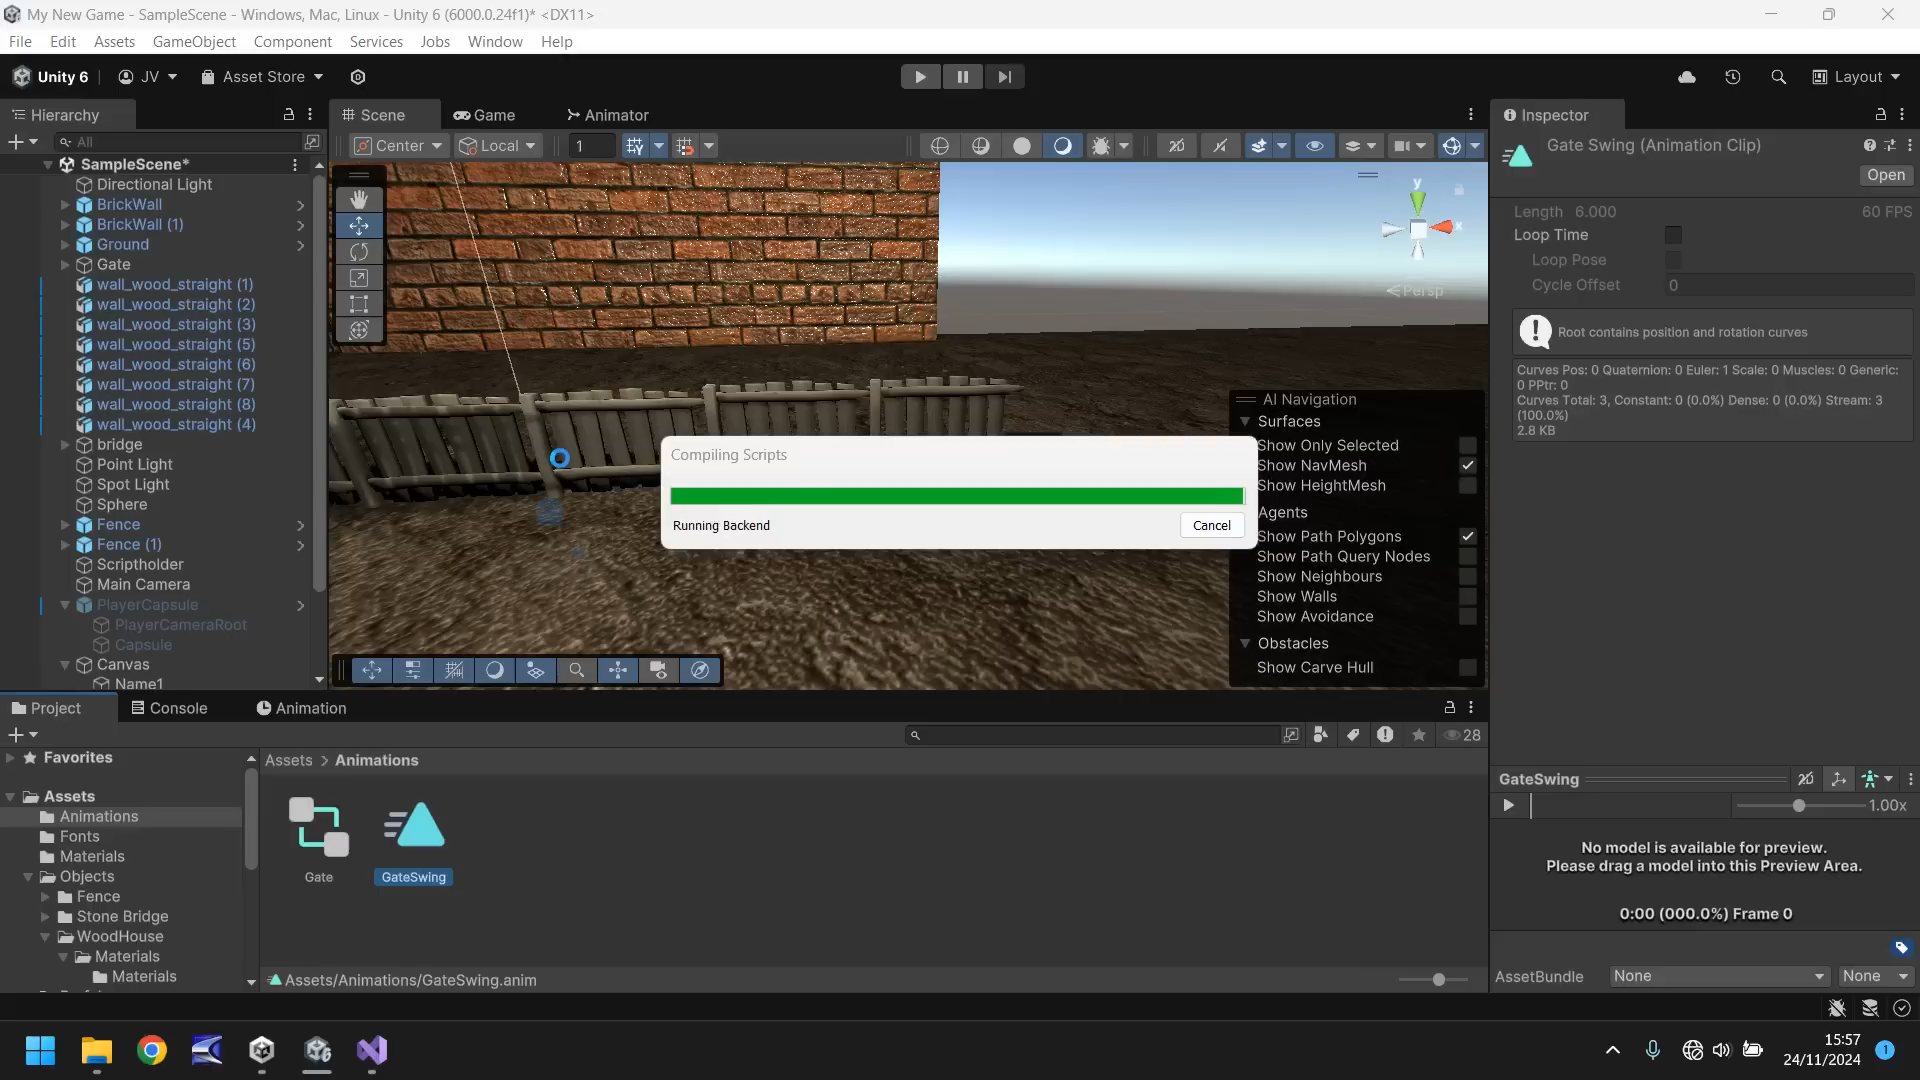 My New Game - SampleScene - Windows, Mac, Linux - Unity 6 (6000.0.24f1)* <DX11>
File Edit Assets GameObject Component Services Jobs Window Help
Unity 6 JV Asset Store Layout
Hierarchy
All
SampleScene*
Directional Light
BrickWall
BrickWall (1)
Ground
Gate
wall_wood_straight (1)
wall_wood_straight (2)
wall_wood_straight (3)
wall_wood_straight (5)
wall_wood_straight (6)
wall_wood_straight (7)
wall_wood_straight (8)
wall_wood_straight (4)
bridge
Point Light
Spot Light
Sphere
Fence
Fence (1)
Scriptholder
Main Camera
PlayerCapsule
PlayerCameraRoot
Capsule
Canvas
Name1
Scene Game Animator
Center Local 1 2D
y
x
Persp
Compiling Scripts
Running Backend
Cancel
AI Navigation
Surfaces
Show Only Selected
Show NavMesh
Show HeightMesh
Agents
Show Path Polygons
Show Path Query Nodes
Show Neighbours
Show Walls
Show Avoidance
Obstacles
Show Carve Hull
Inspector
Gate Swing (Animation Clip)
Open
Length 6.000 60 FPS
Loop Time
Loop Pose
Cycle Offset 0
Root contains position and rotation curves
Curves Pos: 0 Quaternion: 0 Euler: 1 Scale: 0 Muscles: 0 Generic:
0 PPtr: 0
Curves Total: 3, Constant: 0 (0.0%) Dense: 0 (0.0%) Stream: 3
(100.0%)
2.8 KB
Project Console Animation
28
Favorites
Assets
Animations
Fonts
Materials
Objects
Fence
Stone Bridge
WoodHouse
Materials
Materials
Assets > Animations
Gate
GateSwing
Assets/Animations/GateSwing.anim
GateSwing 2D
1.00x
No model is available for preview.
Please drag a model into this Preview Area.
0:00 (000.0%) Frame 0
AssetBundle None None
15:57
24/11/2024
1